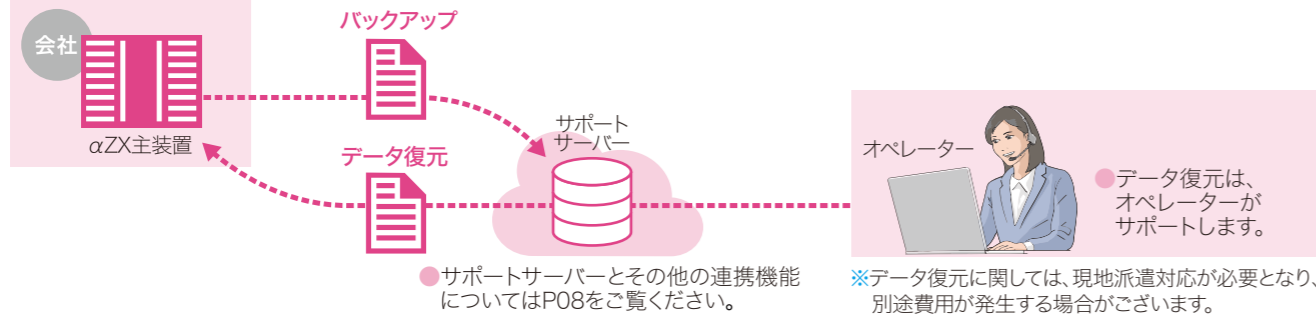 会社
αZX主装置
バックアップ
データ復元
サポート
サーバー
●サポートサーバーとその他の連携機能
についてはP08をご覧ください。
オペレーター
●データ復元は、
オペレーターが
サポートします。
※データ復元に関しては、現地派遣対応が必要となり、
別途費用が発生する場合がございます。